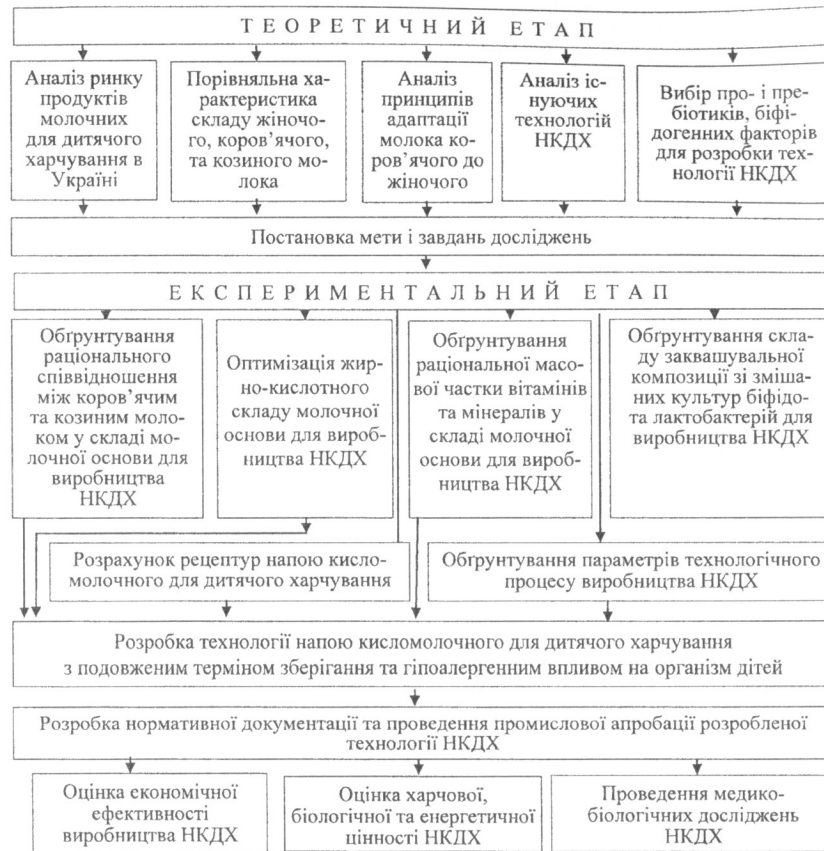 ТЕОРЕТИЧНИЙ ЕТАП
Аналіз ринку
продуктів
молочних
для дитячого
харчування в
Україні
Порівняльна ха-
рактеристика
складу жіночо-
го, коров’ячого,
та козиного мо-
лока
Аналіз
принципів
адаптації
молока ко-
ров’ячого до
жіночого
Аналіз іс-
нуючих
технологій
НКДХ
Вибір про- і пре-
біотиків, біфі-
догенних факторів
для розробки тех-
нології НКДХ
Постановка мети і завдань досліджень
ЕКСПЕРИМЕНТАЛЬНИЙ ЕТАП
Обґрунтування
раціонального
співвідношення
між коров’ячим
та козиним моло-
ком у складі мо-
лочної основи для
виробництва
НКДХ
Оптимізація жир-
но-кислотного
складу молочної
основи для вироб-
ництва НКДХ
Обґрунтування
раціональної масо-
вої частки вітамінів
та мінералів у
складі молочної
основи для вироб-
ництва НКДХ
Обґрунтування скла-
ду заквашувальної
композиції зі зміша-
них культур біфідо-
та лактобактерій для
виробництва НКДХ
Розрахунок рецептур напою кисло-
молочного для дитячого харчування
Обґрунтування параметрів технологічного
процесу виробництва НКДХ
Розробка технології напою кисломолочного для дитячого харчування
з подовженим терміном зберігання та гіпоалергенним впливом на організм дітей
Розробка нормативної документації та проведення промислової апробації розробленої
технології НКДХ
Оцінка економічної
ефективності
виробництва НКДХ
Оцінка харчової,
біологічної та енергетичної
цінності НКДХ
Проведення медико-
біологічних досліджень
НКДХ